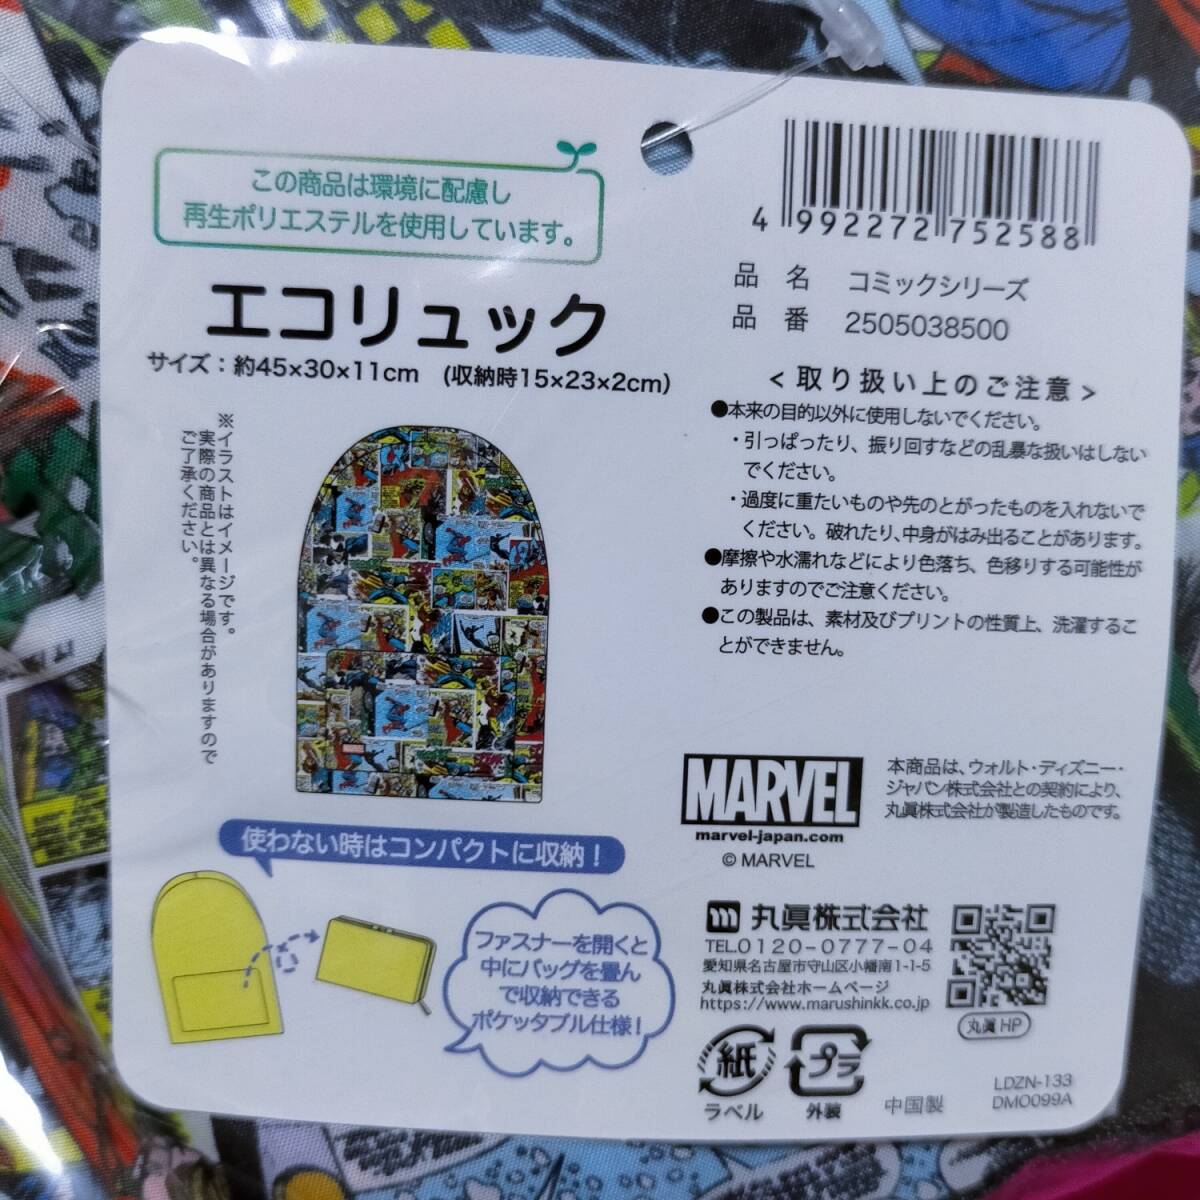 この商品は環境に配慮し
再生ポリエステルを使用しています。
エコリュック
サイズ：約45×30×11cm (収納時15×23×2cm)
※イラストはイメージです。
実際の商品とは異なる場合がありますので
ご了承ください。
MARVEL
使わない時はコンパクトに収納！
ファスナーを開くと
中にバッグを畳ん
で収納できる
ポケッタブル仕様！
4 992272 752588
品 名 コミックシリーズ
品 番 2505038500
＜取り扱い上のご注意＞
●本来の目的以外に使用しないでください。
・引っぱったり、振り回すなどの乱暴な扱いはしない
でください。
・過度に重たいものや先のとがったものを入れないで
ください。破れたり、中身がはみ出ることがあります。
●摩擦や水濡れなどにより色落ち、色移りする可能性が
ありますのでご注意ください。
●この製品は、素材及びプリントの性質上、洗濯するこ
とができません。
MARVEL
marvel-japan.com
© MARVEL
本商品は、ウォルト・ディズニー・
ジャパン株式会社との契約により、
丸眞株式会社が製造したものです。
丸眞株式会社
TEL.0120-0777-04
愛知県名古屋市守山区小幡南1-1-5
丸眞株式会社ホームページ
https://www.marushinkk.co.jp
丸眞 HP
紙
ラベル
プラ
外装
中国製
LDZN-133
DMO099A